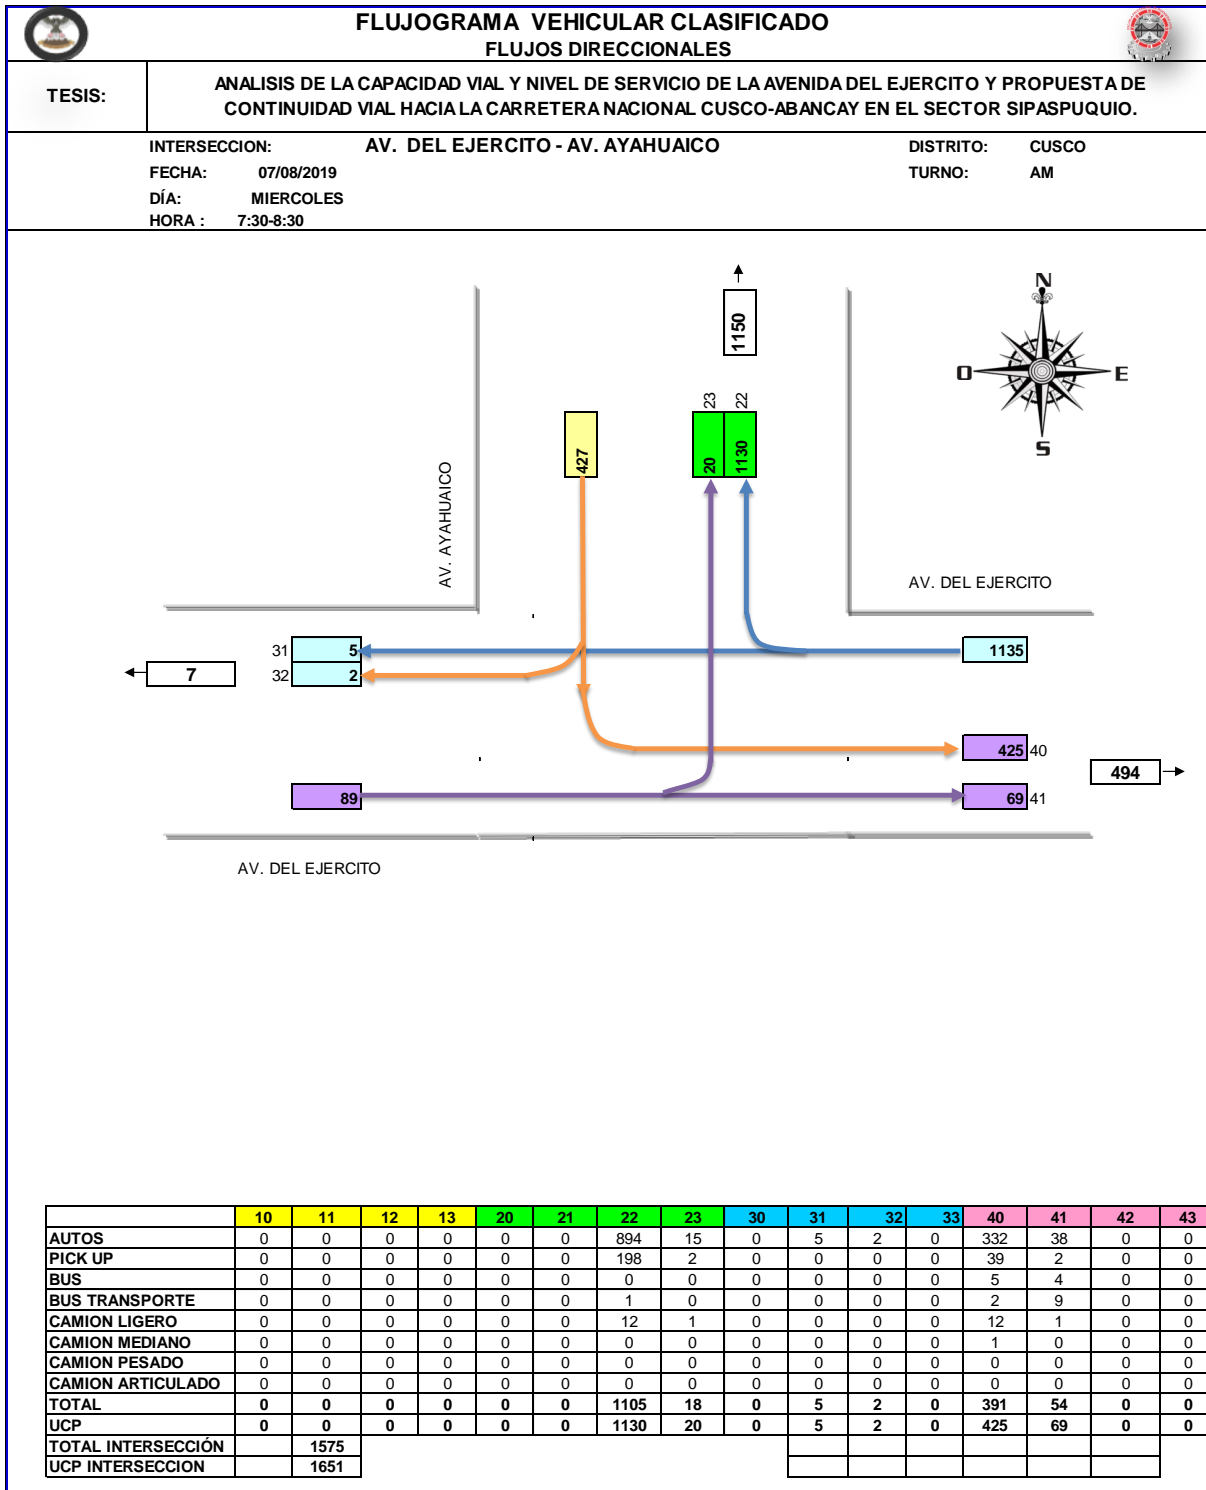 FLUJOGRAMA VEHICULAR CLASIFICADO
FLUJOS DIRECCIONALES
TESIS:
ANALISIS DE LA CAPACIDAD VIAL Y NIVEL DE SERVICIO DE LA AVENIDA DEL EJERCITO Y PROPUESTA DE
CONTINUIDAD VIAL HACIA LA CARRETERA NACIONAL CUSCO-ABANCAY EN EL SECTOR SIPASPUQUIO.
INTERSECCION: AV. DEL EJERCITO - AV. AYAHUAICO DISTRITO: CUSCO
FECHA: 07/08/2019 TURNO: AM
DÍA: MIERCOLES
HORA : 7:30-8:30
N
O E
S
1150
23 22
427 20 1130
AV. AYAHUAICO
AV. DEL EJERCITO
31 5 1135
7 32 2
425 40
494
89 69 41
AV. DEL EJERCITO
10 11 12 13 20 21 22 23 30 31 32 33 40 41 42 43
AUTOS 0 0 0 0 0 0 894 15 0 5 2 0 332 38 0 0
PICK UP 0 0 0 0 0 0 198 2 0 0 0 0 39 2 0 0
BUS 0 0 0 0 0 0 0 0 0 0 0 0 5 4 0 0
BUS TRANSPORTE 0 0 0 0 0 0 1 0 0 0 0 0 2 9 0 0
CAMION LIGERO 0 0 0 0 0 0 12 1 0 0 0 0 12 1 0 0
CAMION MEDIANO 0 0 0 0 0 0 0 0 0 0 0 0 1 0 0 0
CAMION PESADO 0 0 0 0 0 0 0 0 0 0 0 0 0 0 0 0
CAMION ARTICULADO 0 0 0 0 0 0 0 0 0 0 0 0 0 0 0 0
TOTAL 0 0 0 0 0 0 1105 18 0 5 2 0 391 54 0 0
UCP 0 0 0 0 0 0 1130 20 0 5 2 0 425 69 0 0
TOTAL INTERSECCIÓN 1575
UCP INTERSECCION 1651